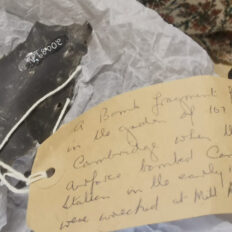 A Bomb fragment
in the garden of 107
Cambridge when the
airforce bombed Cam
Station in the early
were wrecked at Mill